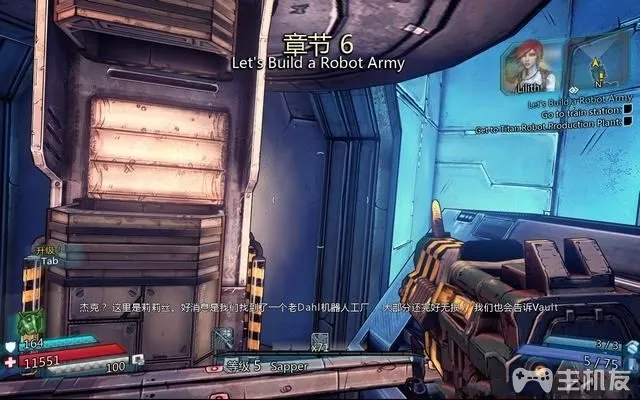 章节 6
Let's Build a Robot Army
Lilith
N
Let's Build a Robot Army
Go to train station:
Get to Titan Robot Production Plant:
升级!
Tab
杰克？ 这里是莉莉丝，好消息是我们找到了一个老Dahl机器人工厂 大部分还完好无损，我们也会告诉Vault
164
11551
100
x71
等级 5 Sapper
3/3
5/75
主机友